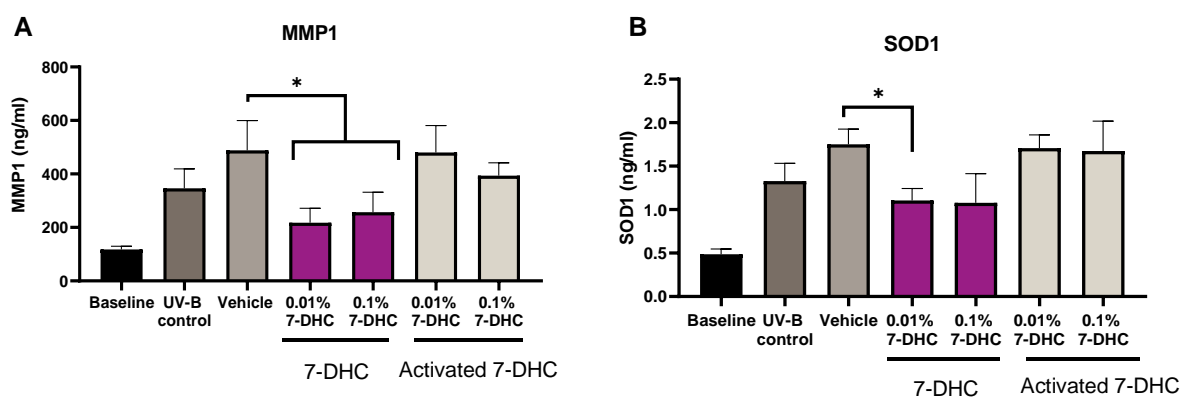 A
MMP1
MMP1 (ng/ml)
800
600
400
200
0
*
Baseline
UV-B
control
Vehicle
0.01%
7-DHC
0.1%
7-DHC
0.01%
7-DHC
0.1%
7-DHC
7-DHC
Activated 7-DHC
B
SOD1
SOD1 (ng/ml)
2.5
2.0
1.5
1.0
0.5
0.0
*
Baseline
UV-B
control
Vehicle
0.01%
7-DHC
0.1%
7-DHC
0.01%
7-DHC
0.1%
7-DHC
7-DHC
Activated 7-DHC